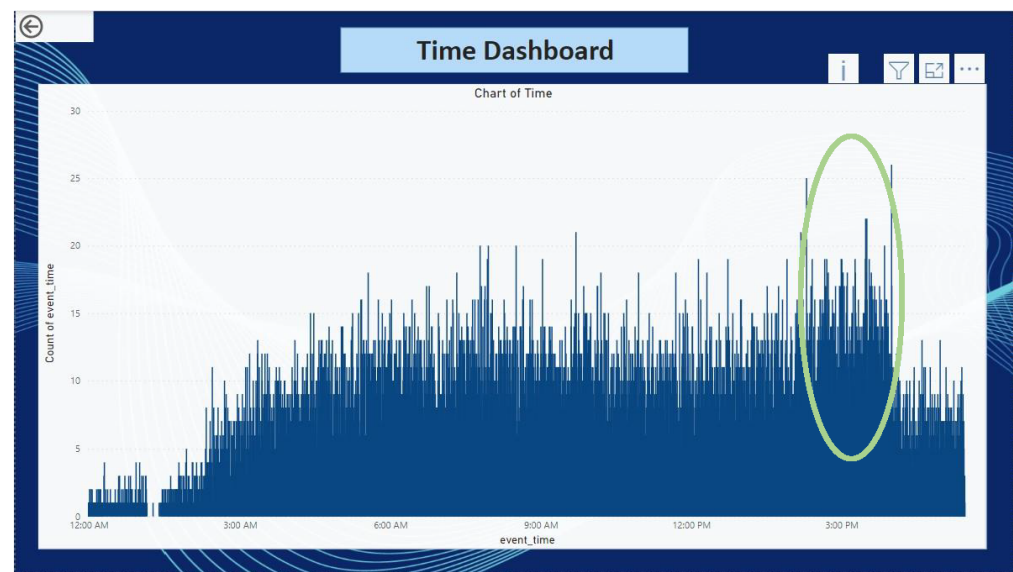 Time Dashboard
i
Chart of Time
30
25
20
15
10
5
0
Count of event_time
12:00 AM 3:00 AM 6:00 AM 9:00 AM 12:00 PM 3:00 PM
event_time